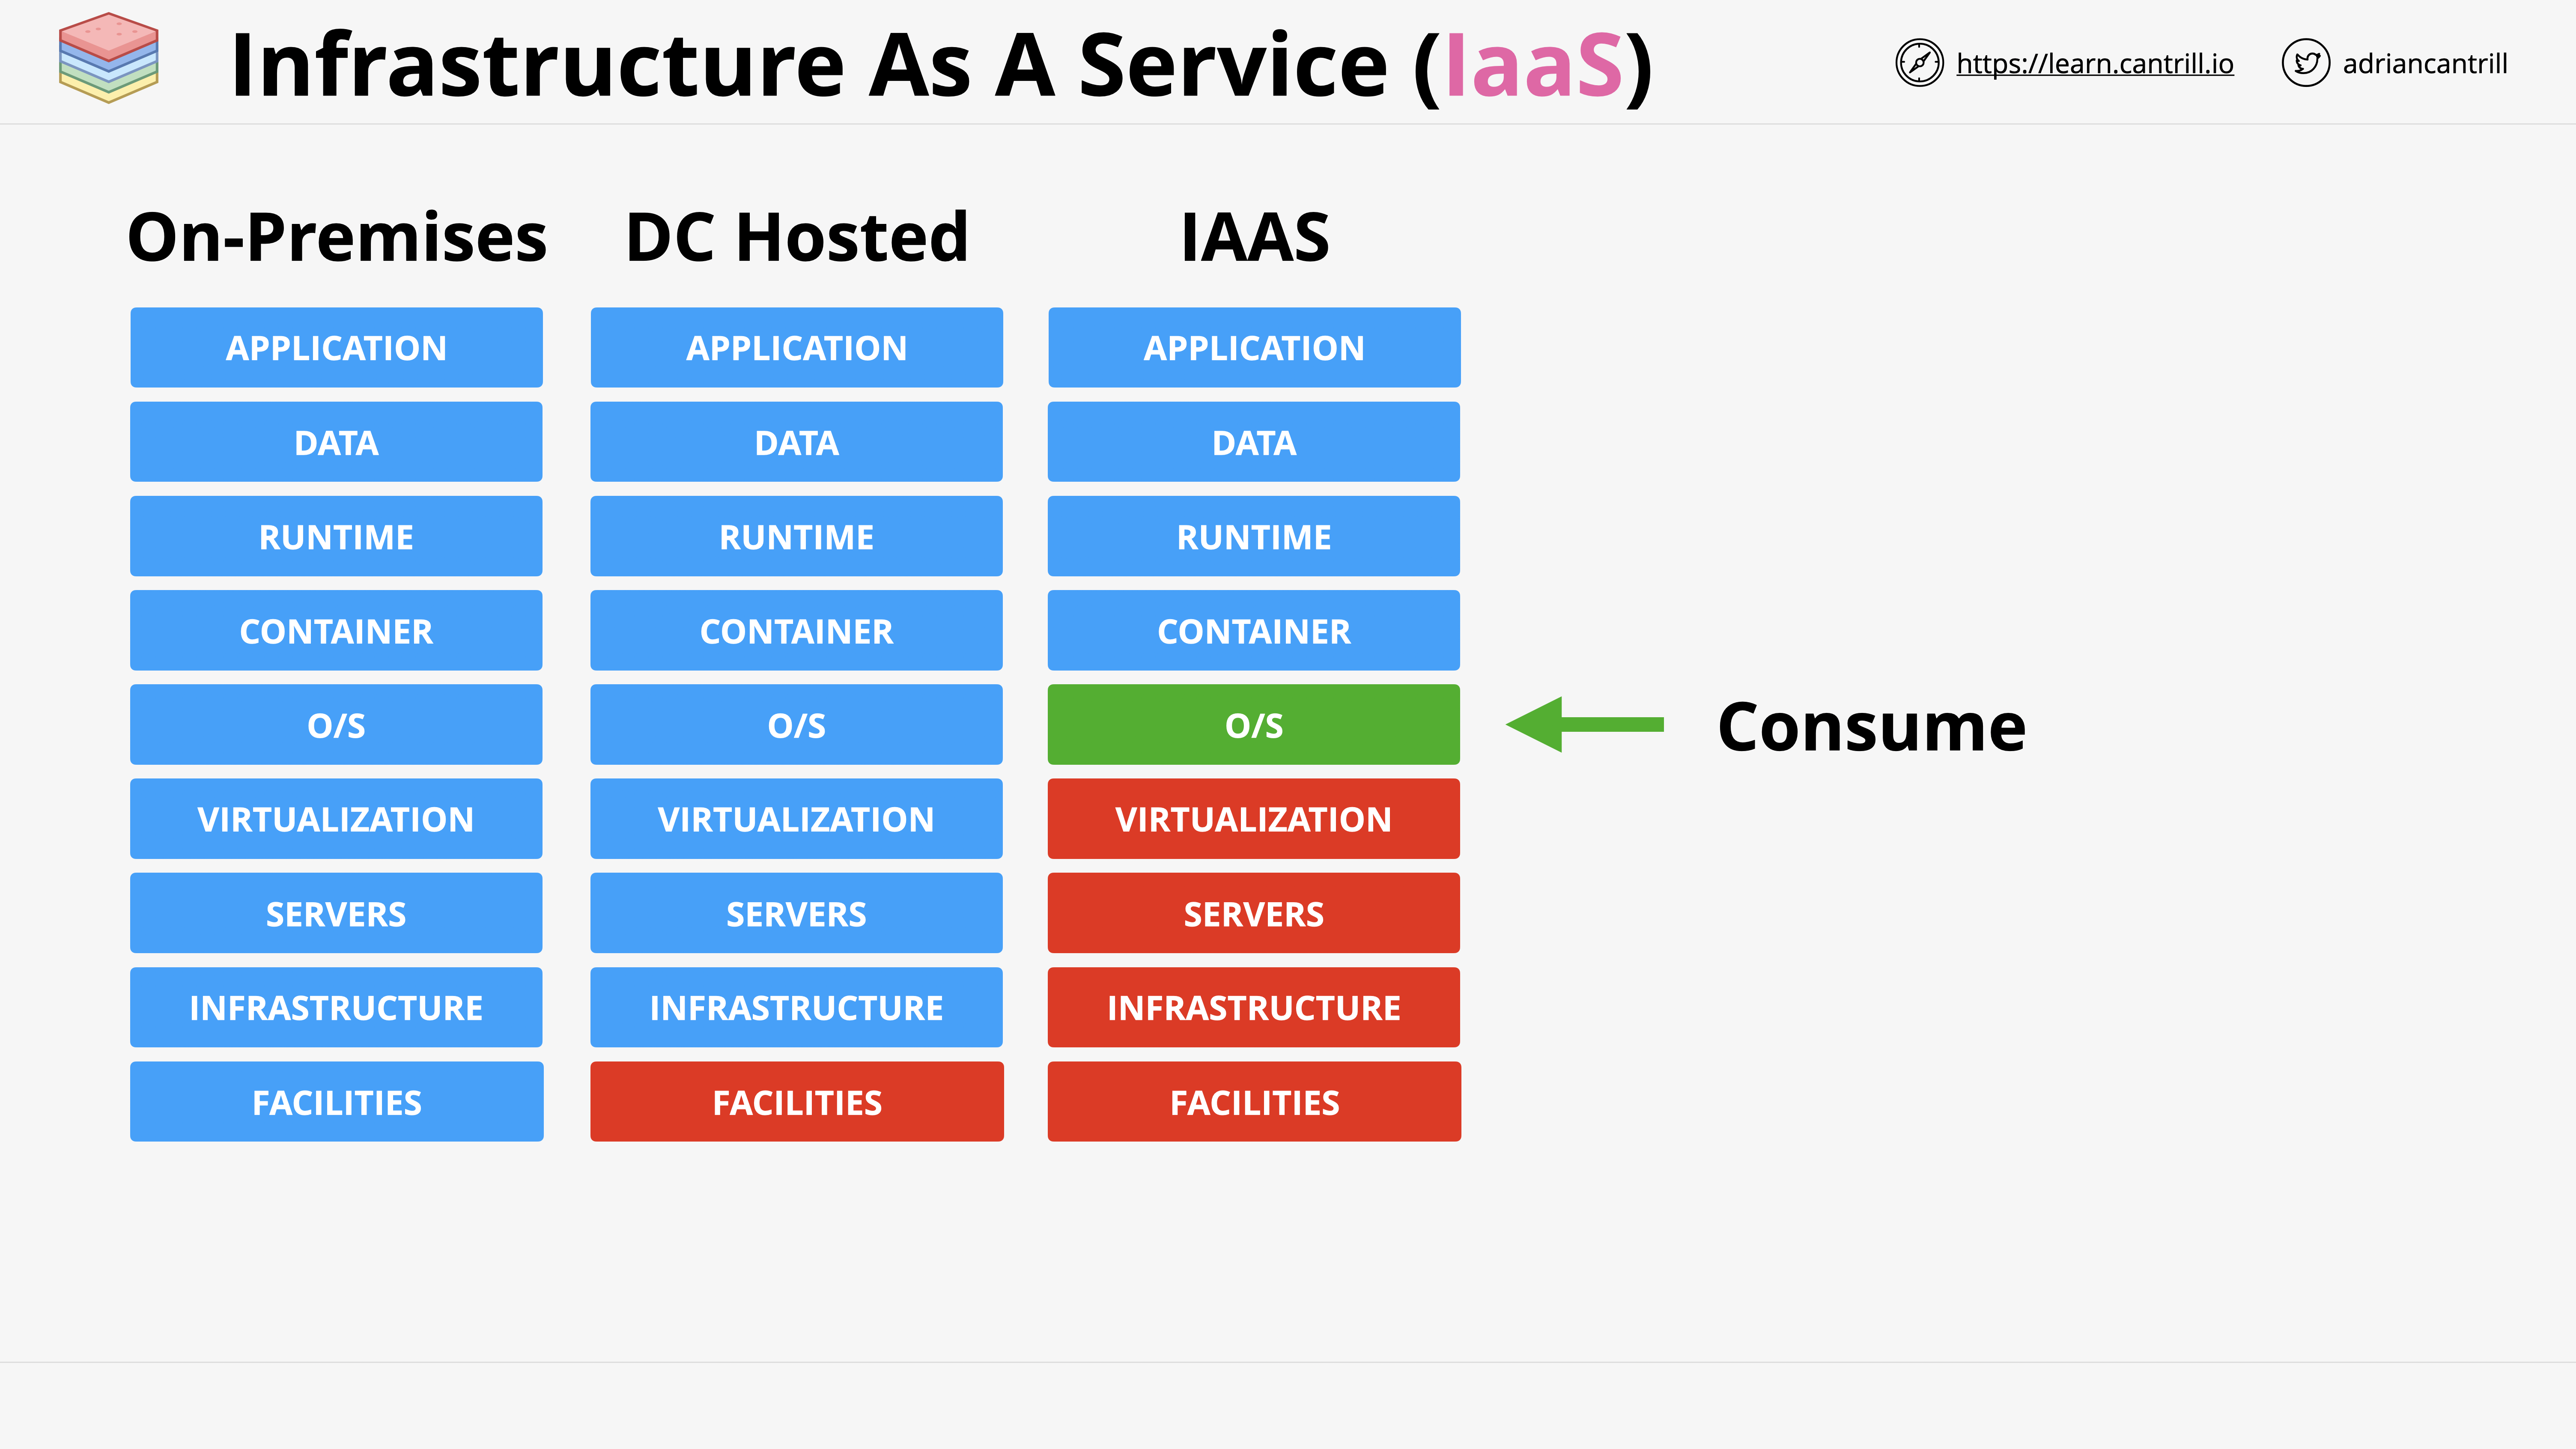 Infrastructure As A Service (IaaS)
https://learn.cantrill.io
adriancantrill
On-Premises
DC Hosted
IAAS
APPLICATION
APPLICATION
APPLICATION
DATA
DATA
DATA
RUNTIME
RUNTIME
RUNTIME
CONTAINER
CONTAINER
CONTAINER
O/S
O/S
O/S
Consume
VIRTUALIZATION
VIRTUALIZATION
VIRTUALIZATION
SERVERS
SERVERS
SERVERS
INFRASTRUCTURE
INFRASTRUCTURE
INFRASTRUCTURE
FACILITIES
FACILITIES
FACILITIES